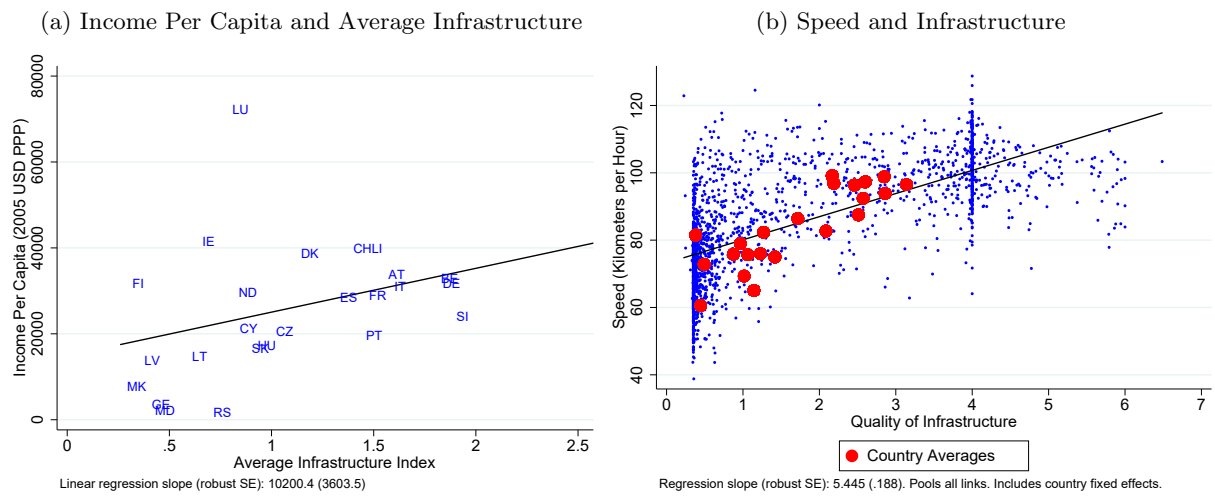 (a) Income Per Capita and Average Infrastructure
Income Per Capita (2005 USD PPP)
80000
60000
40000
20000
0
LU
IE
DK
CHLI
FI
AT
BE
DE
IT
ND
ES
FR
SI
CY
CZ
PT
HU
SK
LT
LV
MK
GE
MD
RS
0 .5 1 1.5 2 2.5
Average Infrastructure Index
Linear regression slope (robust SE): 10200.4 (3603.5)
(b) Speed and Infrastructure
Speed (Kilometers per Hour)
120
100
80
60
40
0 1 2 3 4 5 6 7
Quality of Infrastructure
Country Averages
Regression slope (robust SE): 5.445 (.188). Pools all links. Includes country fixed effects.